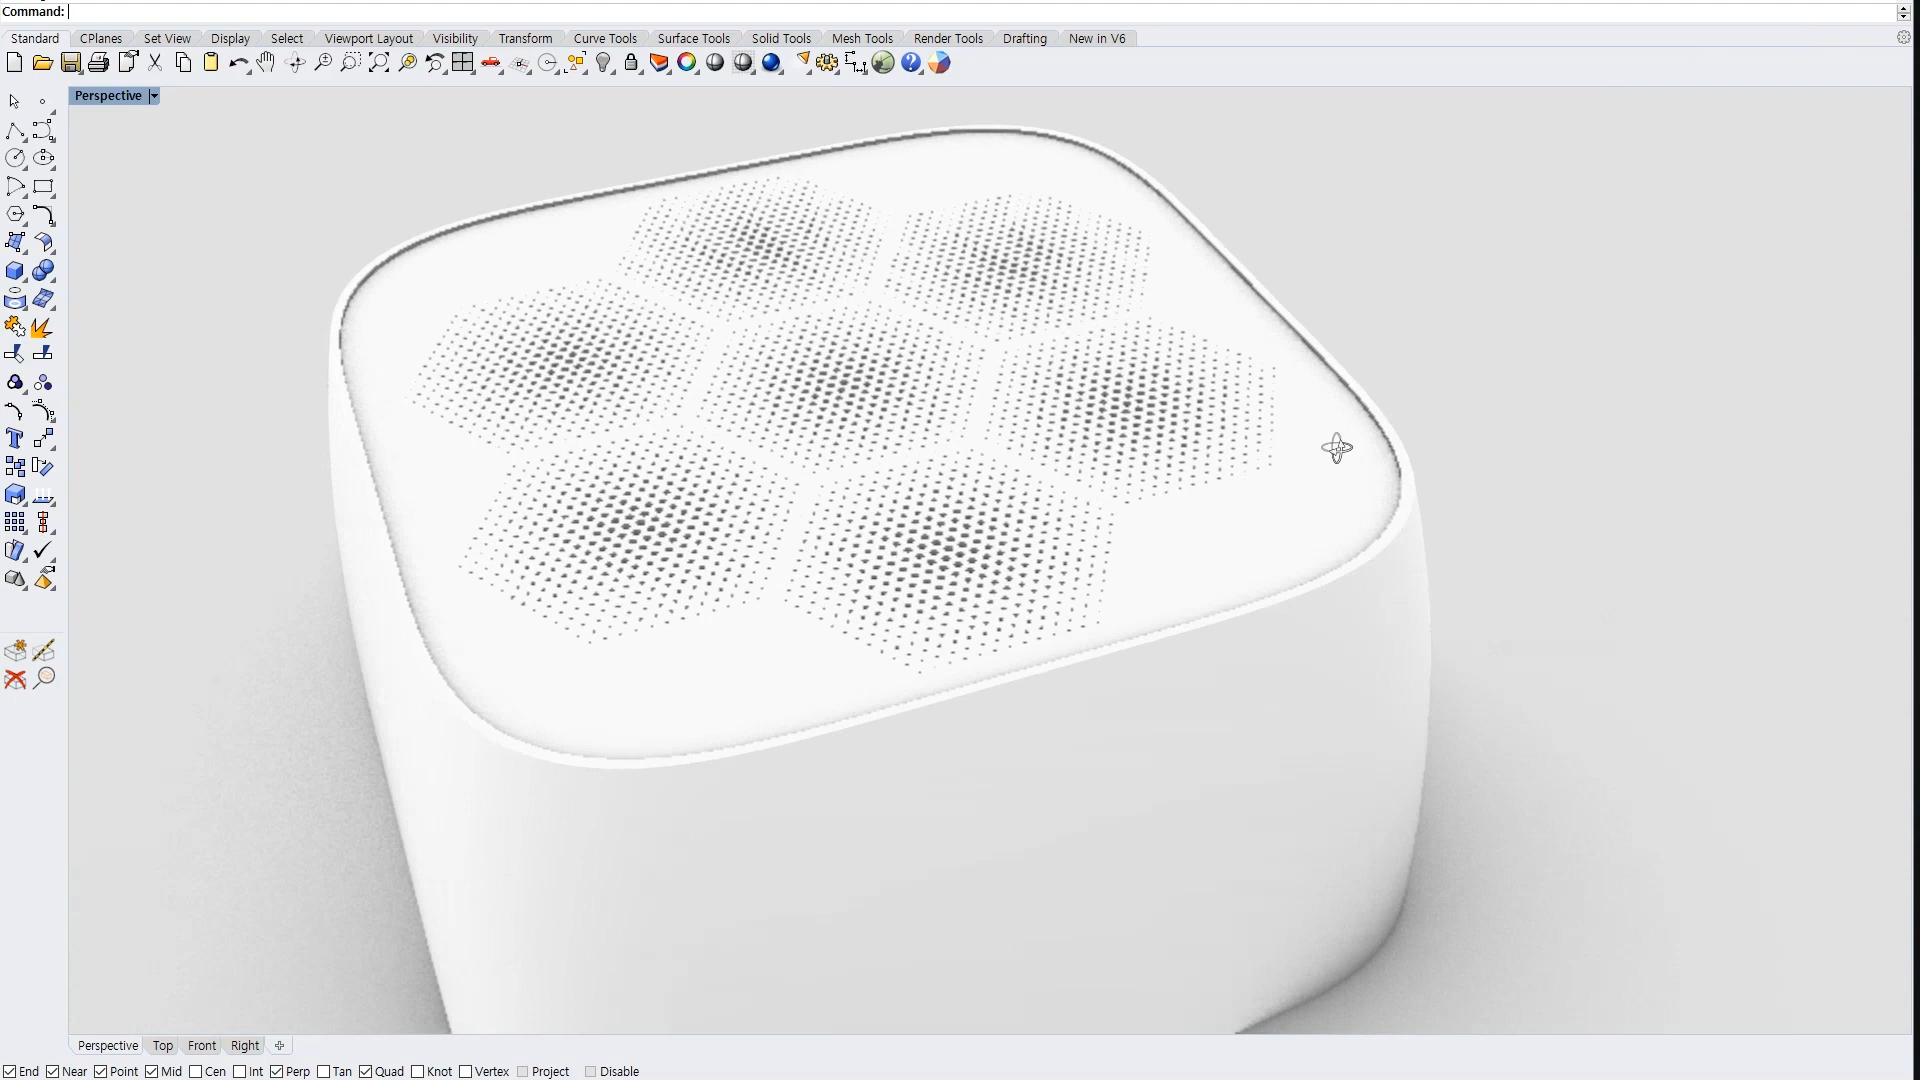 Command:
Standard CPlanes Set View Display Select Viewport Layout Visibility Transform Curve Tools Surface Tools Solid Tools Mesh Tools Render Tools Drafting New in V6
Perspective
Perspective Top Front Right
End Near Point Mid Cen Int Perp Tan Quad Knot Vertex Project Disable